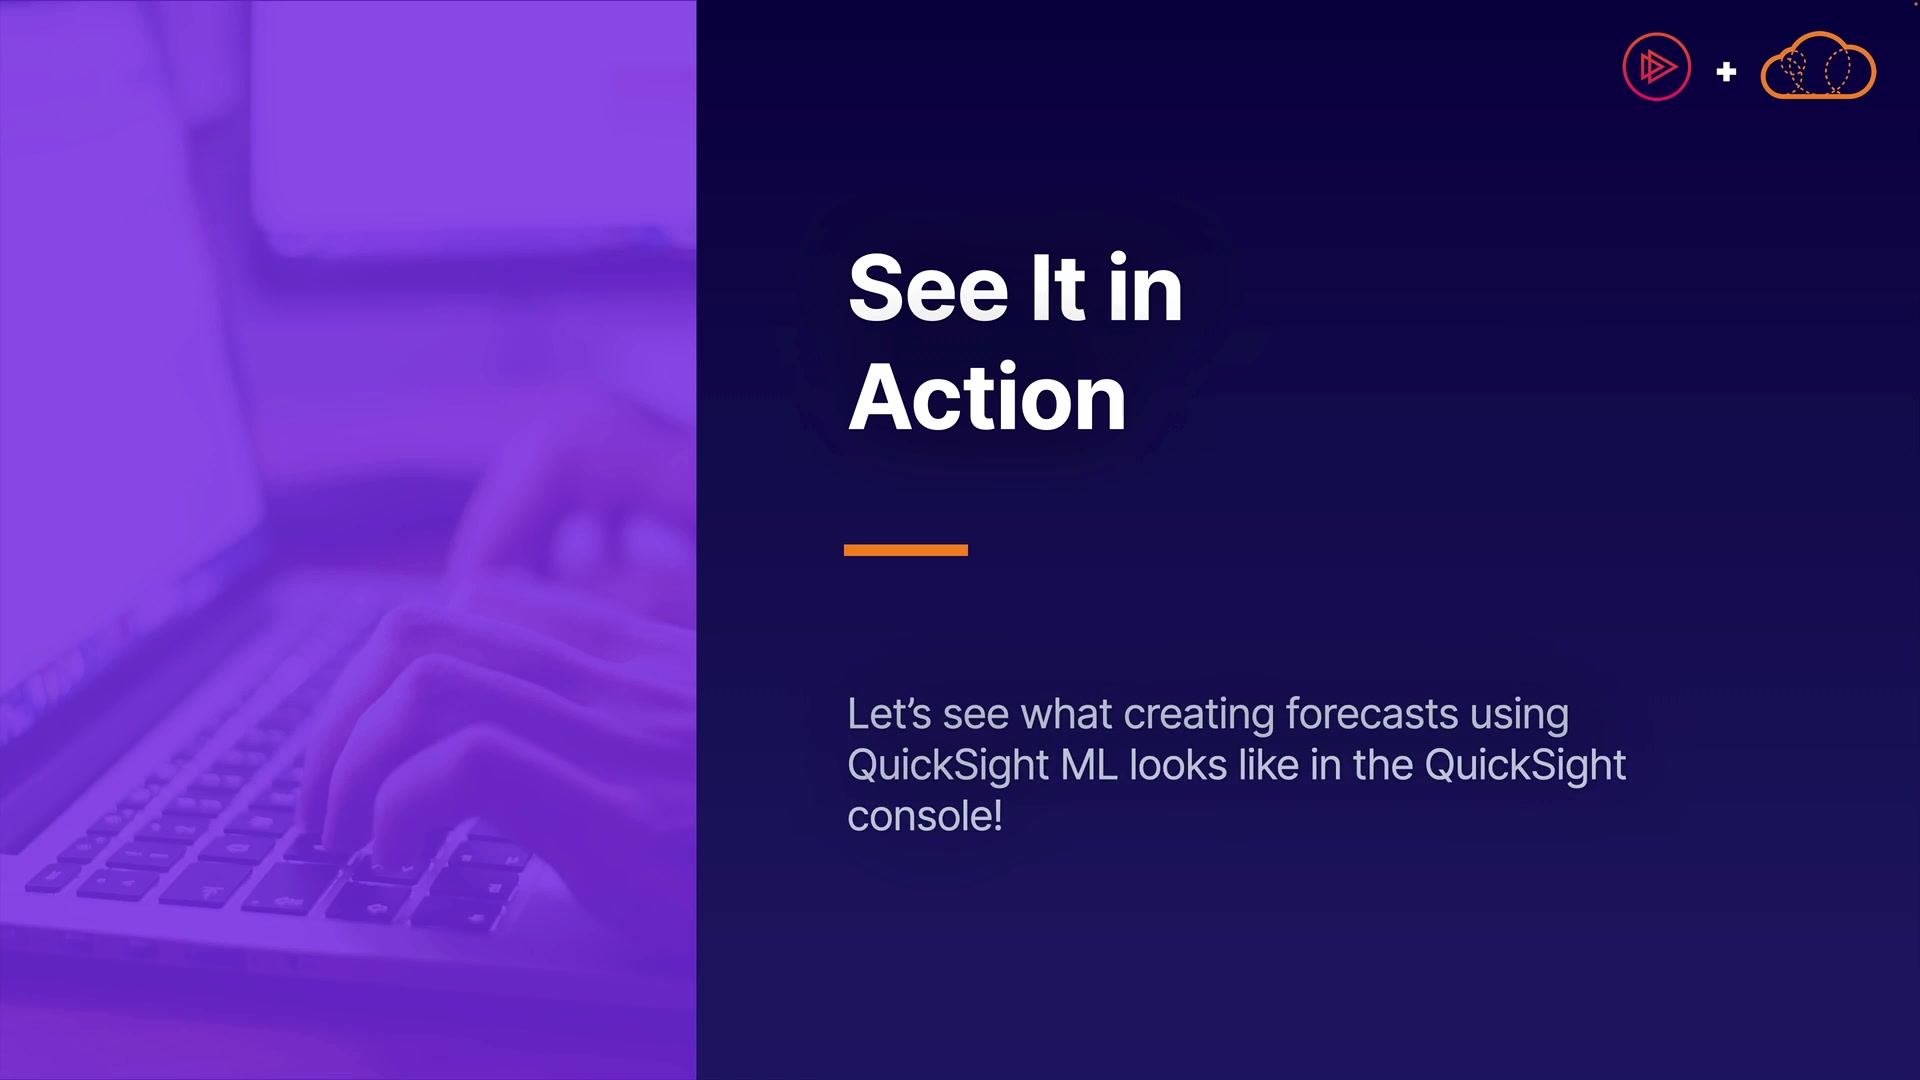 See It in
Action
Let’s see what creating forecasts using
QuickSight ML looks like in the QuickSight
console!